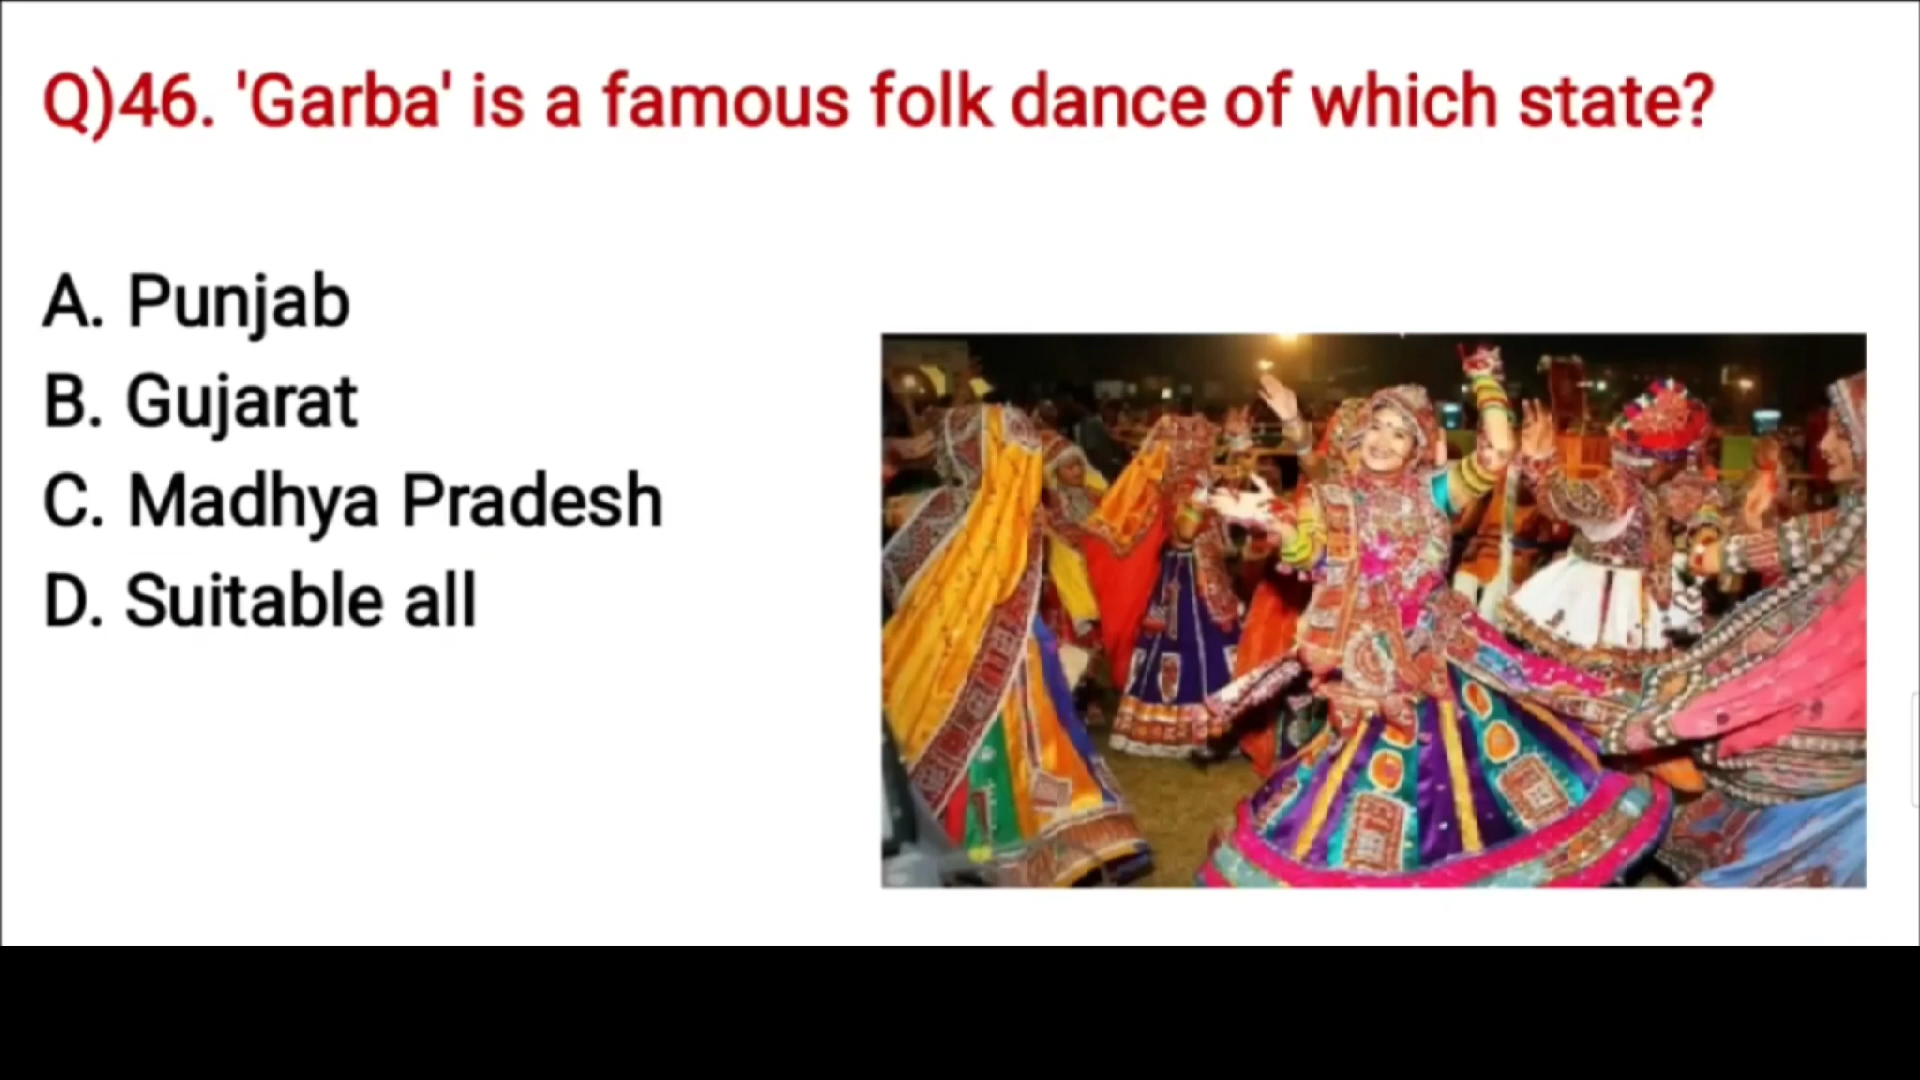 Q)46. 'Garba' is a famous folk dance of which state?
A. Punjab
B. Gujarat
C. Madhya Pradesh
D. Suitable all